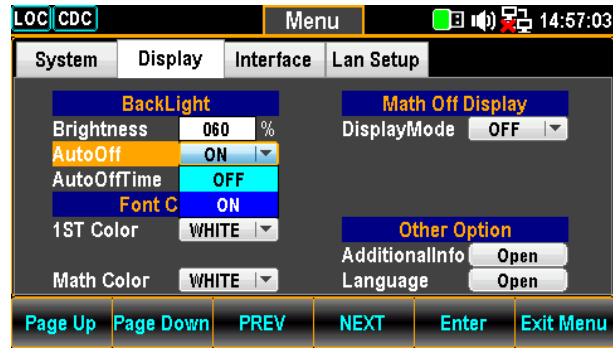 LOC CDC Menu 14:57:03
System Display Interface Lan Setup
BackLight
Brightness 060 %
AutoOff ON
AutoOffTime OFF
ON
Font C
1ST Color WHITE
Math Color WHITE
Math Off Display
DisplayMode OFF
Other Option
AdditionalInfo Open
Language Open
Page Up Page Down PREV NEXT Enter Exit Menu